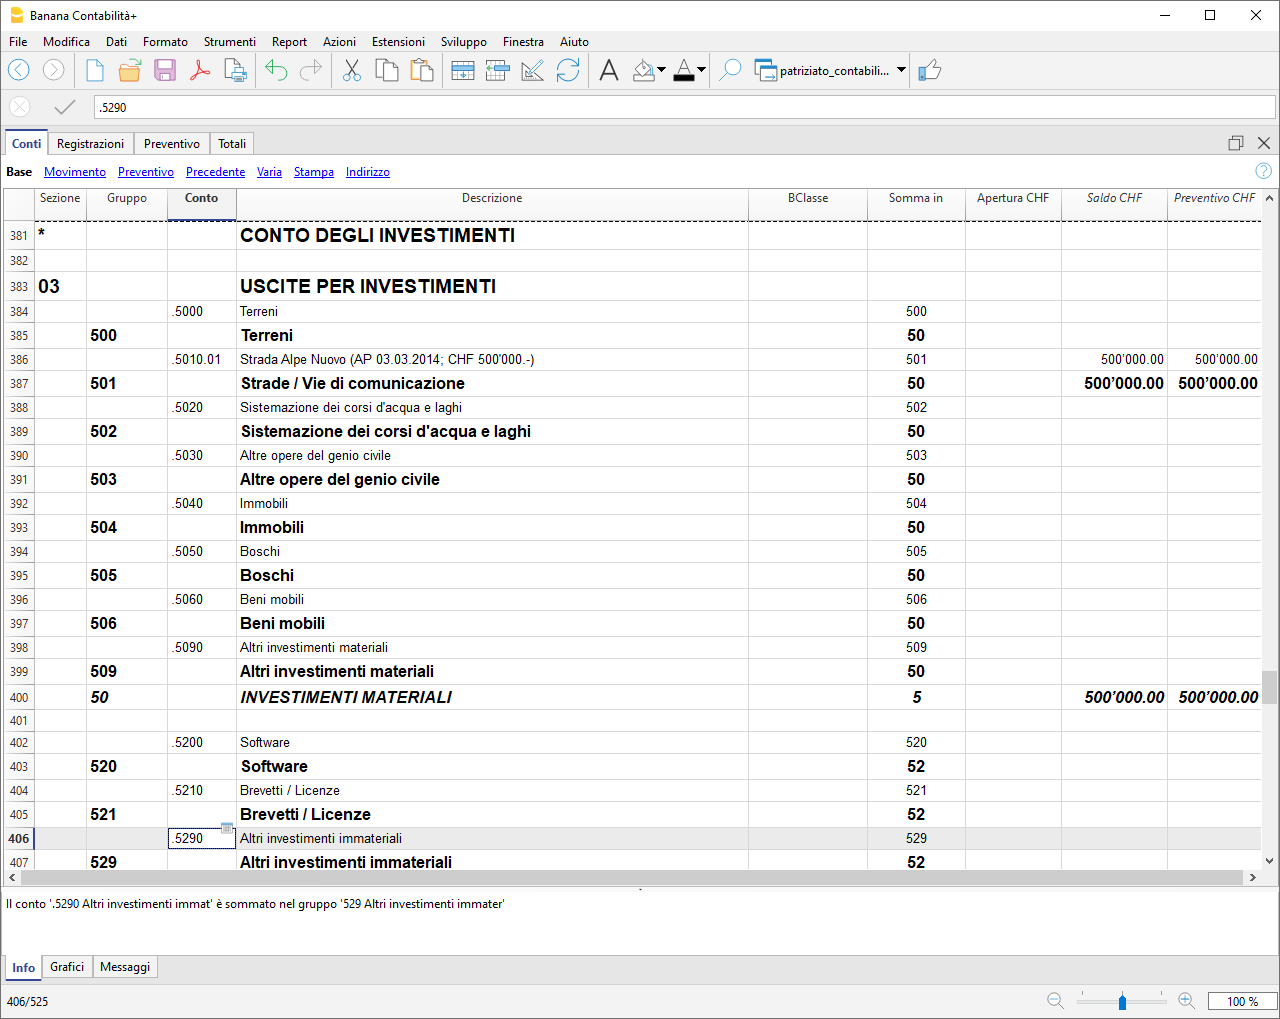 Banana Contabilità+
File Modifica Dati Formato Strumenti Report Azioni Estensioni Sviluppo Finestra Aiuto
patriziato_contabili...
.5290
Conti Registrazioni Preventivo Totali
Base Movimento Preventivo Precedente Varia Stampa Indirizzo
Sezione Gruppo Conto Descrizione BClasse Somma in Apertura CHF Saldo CHF Preventivo CHF
381 * CONTO DEGLI INVESTIMENTI
382
383 03 USCITE PER INVESTIMENTI
384 .5000 Terreni 500
385 500 Terreni 50
386 .5010.01 Strada Alpe Nuovo (AP 03.03.2014; CHF 500'000.-) 501 500'000.00 500'000.00
387 501 Strade / Vie di comunicazione 50 500'000.00 500'000.00
388 .5020 Sistemazione dei corsi d'acqua e laghi 502
389 502 Sistemazione dei corsi d'acqua e laghi 50
390 .5030 Altre opere del genio civile 503
391 503 Altre opere del genio civile 50
392 .5040 Immobili 504
393 504 Immobili 50
394 .5050 Boschi 505
395 505 Boschi 50
396 .5060 Beni mobili 506
397 506 Beni mobili 50
398 .5090 Altri investimenti materiali 509
399 509 Altri investimenti materiali 50
400 50 INVESTIMENTI MATERIALI 5 500'000.00 500'000.00
401
402 .5200 Software 520
403 520 Software 52
404 .5210 Brevetti / Licenze 521
405 521 Brevetti / Licenze 52
406 .5290 Altri investimenti immateriali 529
407 529 Altri investimenti immateriali 52
Il conto '.5290 Altri investimenti immat' è sommato nel gruppo '529 Altri investimenti immater'
Info Grafici Messaggi
406/525 100 %